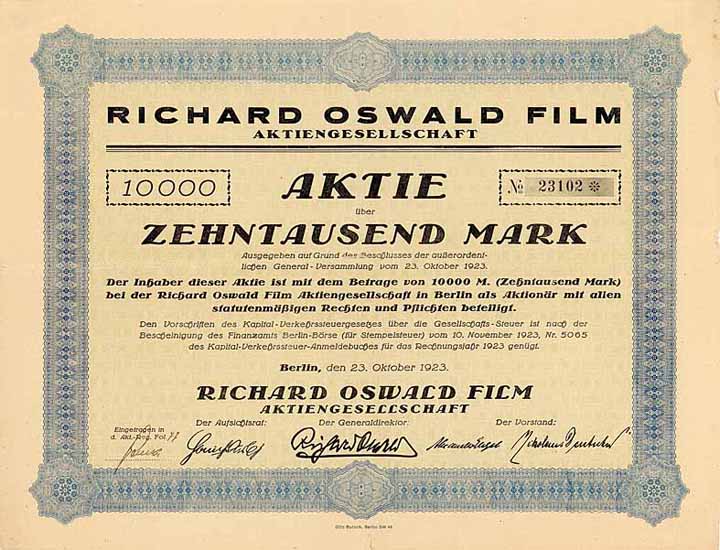 RICHARD OSWALD FILM
AKTIENGESELLSCHAFT
10000
AKTIE
№ 23102 ※
über
ZEHNTAUSEND MARK
Ausgegeben auf Grund des Beschlusses der außerordent-
lichen General-Versammlung vom 23. Oktober 1923.
Der Inhaber dieser Aktie ist mit dem Betrage von 10000 M. (Zehntausend Mark)
bei der Richard Oswald Film Aktiengesellschaft in Berlin als Aktionär mit allen
statutenmäßigen Rechten und Pflichten beteiligt.
Den Vorschriften des Kapital-Verkehrssteuergesetzes über die Gesellschafts-Steuer ist nach der
Bescheinigung des Finanzamts Berlin-Börse (für Stempelsteuer) vom 10. November 1923, Nr. 5065
des Kapital-Verkehrssteuer-Anmeldebuches für das Rechnungsjahr 1923 genügt.
Berlin, den 23. Oktober 1923.
RICHARD OSWALD FILM
AKTIENGESELLSCHAFT
Eingetragen in
d. Akt.-Reg. Fol. 77
Der Aufsichtsrat:
Der Generaldirektor:
Der Vorstand:
Richard Oswald